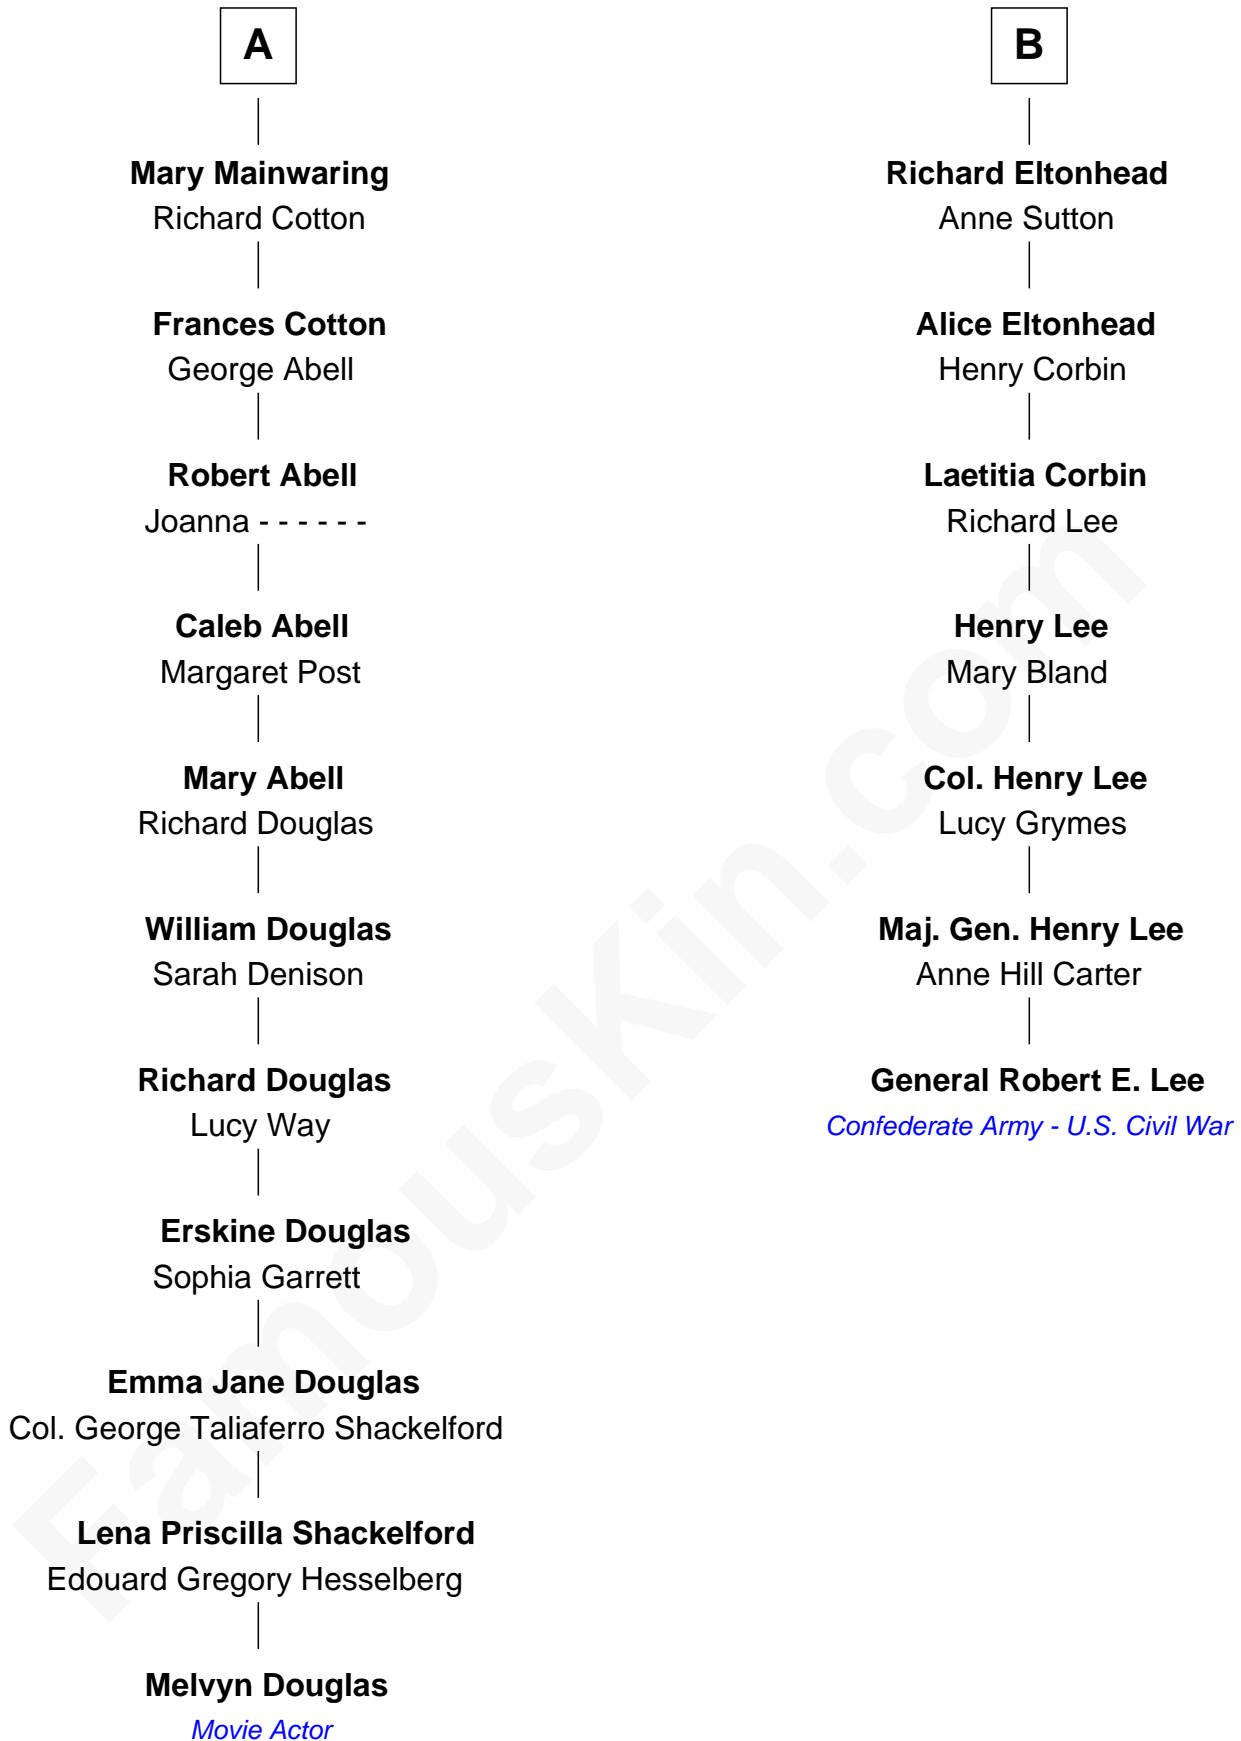 A
Mary Mainwaring
Richard Cotton
Frances Cotton
George Abell
Robert Abell
Joanna - - - - - -
Caleb Abell
Margaret Post
Mary Abell
Richard Douglas
William Douglas
Sarah Denison
Richard Douglas
Lucy Way
Erskine Douglas
Sophia Garrett
Emma Jane Douglas
Col. George Taliaferro Shackelford
Lena Priscilla Shackelford
Edouard Gregory Hesselberg
Melvyn Douglas
Movie Actor
B
Richard Eltonhead
Anne Sutton
Alice Eltonhead
Henry Corbin
Laetitia Corbin
Richard Lee
Henry Lee
Mary Bland
Col. Henry Lee
Lucy Grymes
Maj. Gen. Henry Lee
Anne Hill Carter
General Robert E. Lee
Confederate Army - U.S. Civil War
FamousKin.com